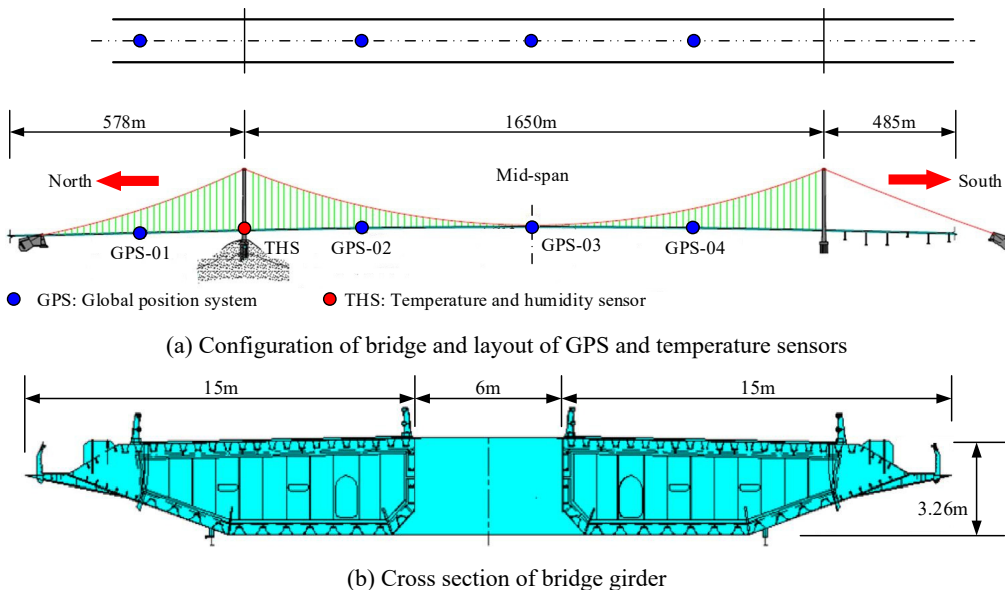 578m
1650m
485m
North
Mid-span
South
GPS-01
THS
GPS-02
GPS-03
GPS-04
GPS: Global position system
THS: Temperature and humidity sensor
(a) Configuration of bridge and layout of GPS and temperature sensors
15m
6m
15m
3.26m
(b) Cross section of bridge girder